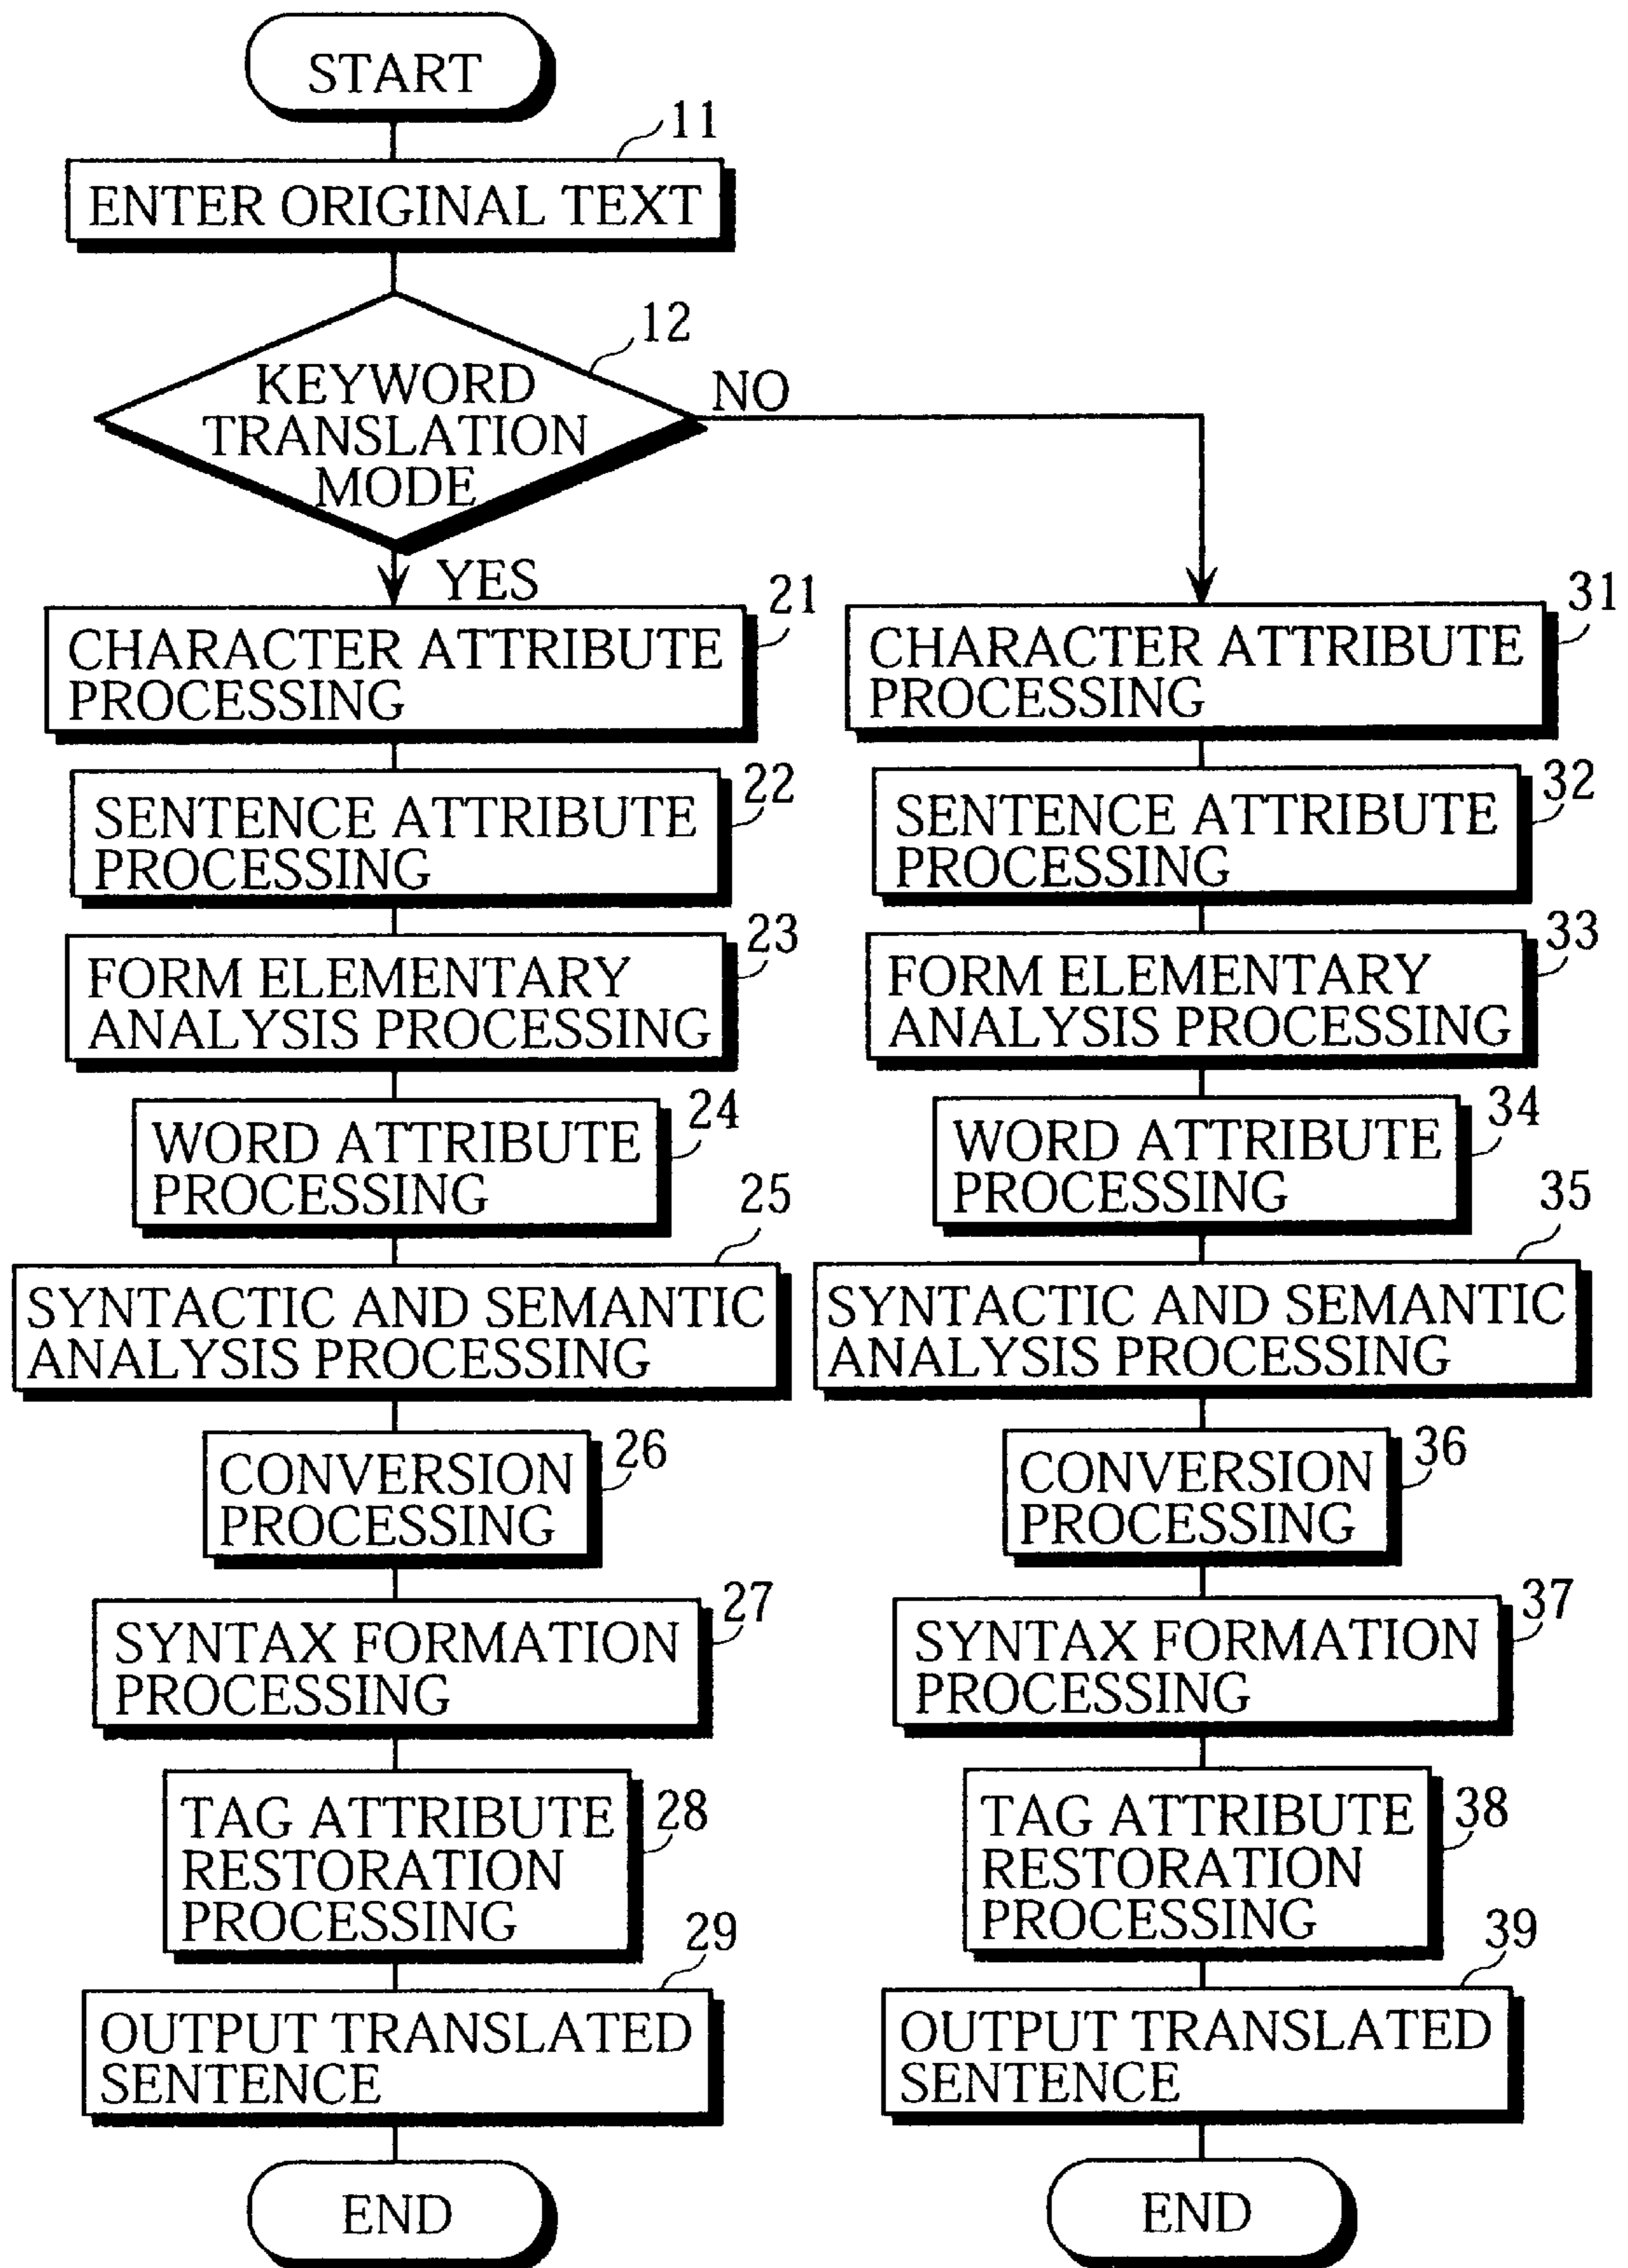 START
11
ENTER ORIGINAL TEXT
12
KEYWORD
TRANSLATION
MODE
NO
YES
21
CHARACTER ATTRIBUTE
PROCESSING
22
SENTENCE ATTRIBUTE
PROCESSING
23
FORM ELEMENTARY
ANALYSIS PROCESSING
24
WORD ATTRIBUTE
PROCESSING
25
SYNTACTIC AND SEMANTIC
ANALYSIS PROCESSING
26
CONVERSION
PROCESSING
27
SYNTAX FORMATION
PROCESSING
28
TAG ATTRIBUTE
RESTORATION
PROCESSING
29
OUTPUT TRANSLATED
SENTENCE
END
31
CHARACTER ATTRIBUTE
PROCESSING
32
SENTENCE ATTRIBUTE
PROCESSING
33
FORM ELEMENTARY
ANALYSIS PROCESSING
34
WORD ATTRIBUTE
PROCESSING
35
SYNTACTIC AND SEMANTIC
ANALYSIS PROCESSING
36
CONVERSION
PROCESSING
37
SYNTAX FORMATION
PROCESSING
38
TAG ATTRIBUTE
RESTORATION
PROCESSING
39
OUTPUT TRANSLATED
SENTENCE
END